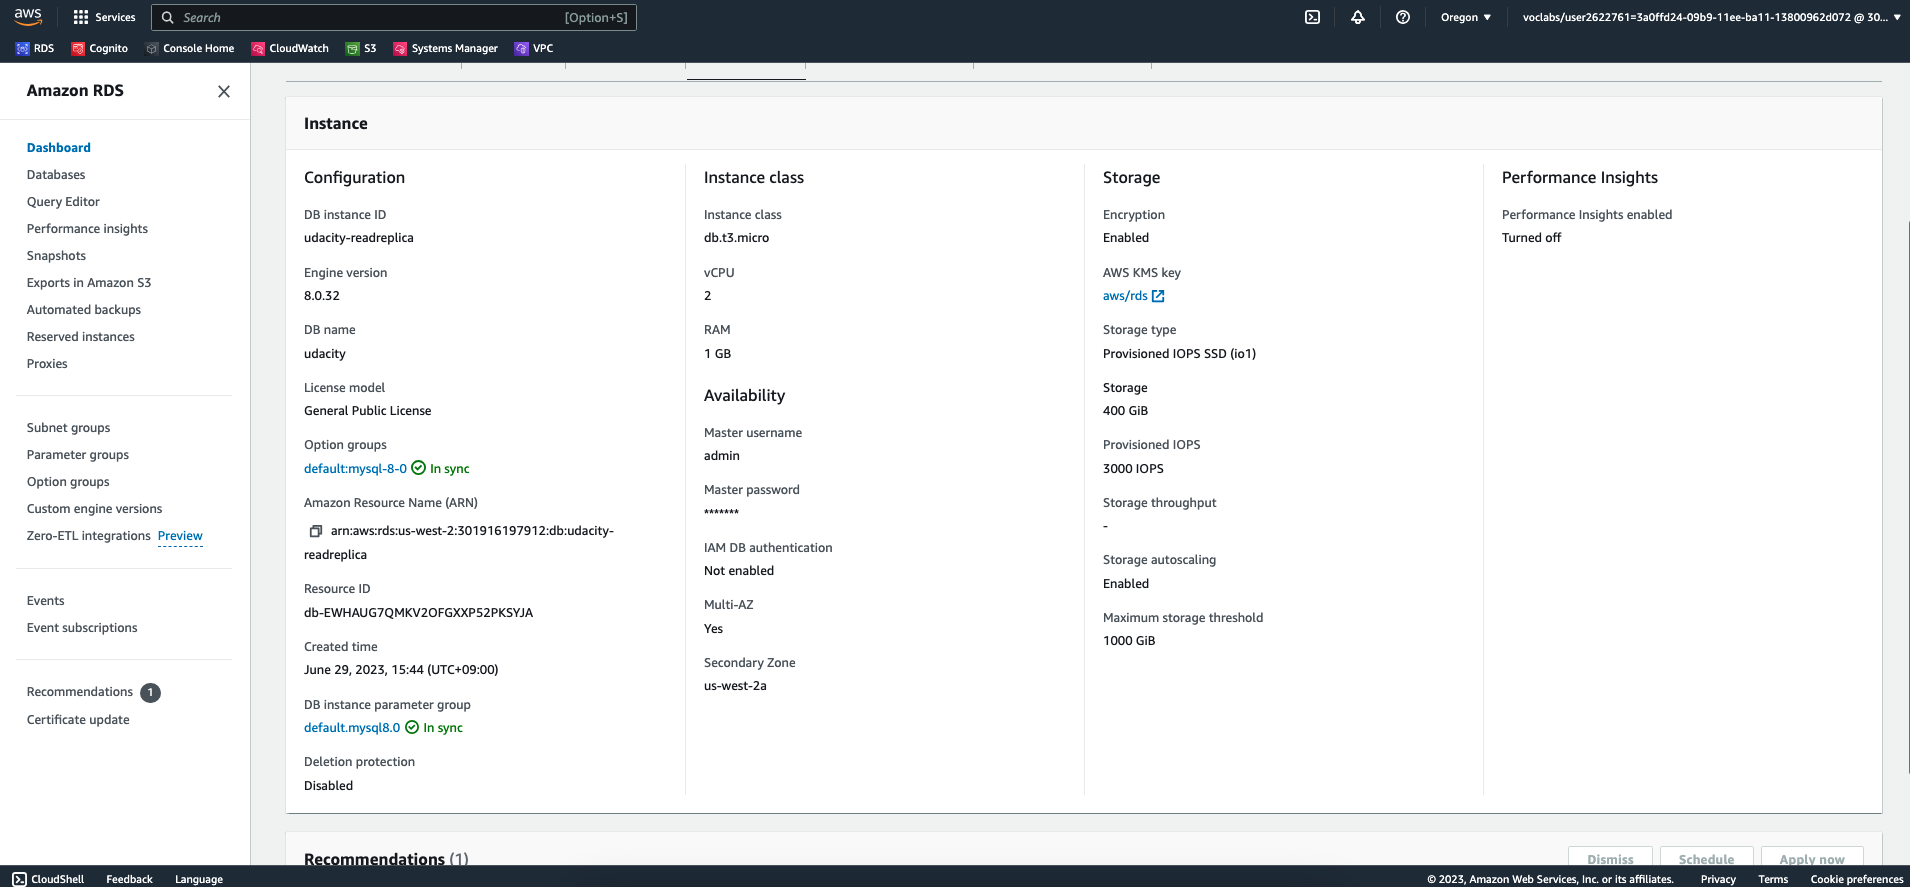 aws
Services
Search
[Option+S]
Oregon ▼
voclabs/user2622761=3a0ffd24-09b9-11ee-ba11-13800962d072 @ 30... ▼
RDS
Cognito
Console Home
CloudWatch
S3
Systems Manager
VPC
Amazon RDS
Dashboard
Databases
Query Editor
Performance insights
Snapshots
Exports in Amazon S3
Automated backups
Reserved instances
Proxies
Subnet groups
Parameter groups
Option groups
Custom engine versions
Zero-ETL integrations Preview
Events
Event subscriptions
Recommendations 1
Certificate update
Instance
Configuration
DB instance ID
udacity-readreplica
Engine version
8.0.32
DB name
udacity
License model
General Public License
Option groups
default:mysql-8-0 In sync
Amazon Resource Name (ARN)
arn:aws:rds:us-west-2:301916197912:db:udacity-
readreplica
Resource ID
db-EWHAUG7QMKV2OFGXXP52PKSYJA
Created time
June 29, 2023, 15:44 (UTC+09:00)
DB instance parameter group
default.mysql8.0 In sync
Deletion protection
Disabled
Instance class
Instance class
db.t3.micro
vCPU
2
RAM
1 GB
Availability
Master username
admin
Master password
*******
IAM DB authentication
Not enabled
Multi-AZ
Yes
Secondary Zone
us-west-2a
Storage
Encryption
Enabled
AWS KMS key
aws/rds
Storage type
Provisioned IOPS SSD (io1)
Storage
400 GiB
Provisioned IOPS
3000 IOPS
Storage throughput
-
Storage autoscaling
Enabled
Maximum storage threshold
1000 GiB
Performance Insights
Performance Insights enabled
Turned off
Recommendations (1)
Dismiss
Schedule
Apply now
CloudShell
Feedback
Language
© 2023, Amazon Web Services, Inc. or its affiliates.
Privacy
Terms
Cookie preferences